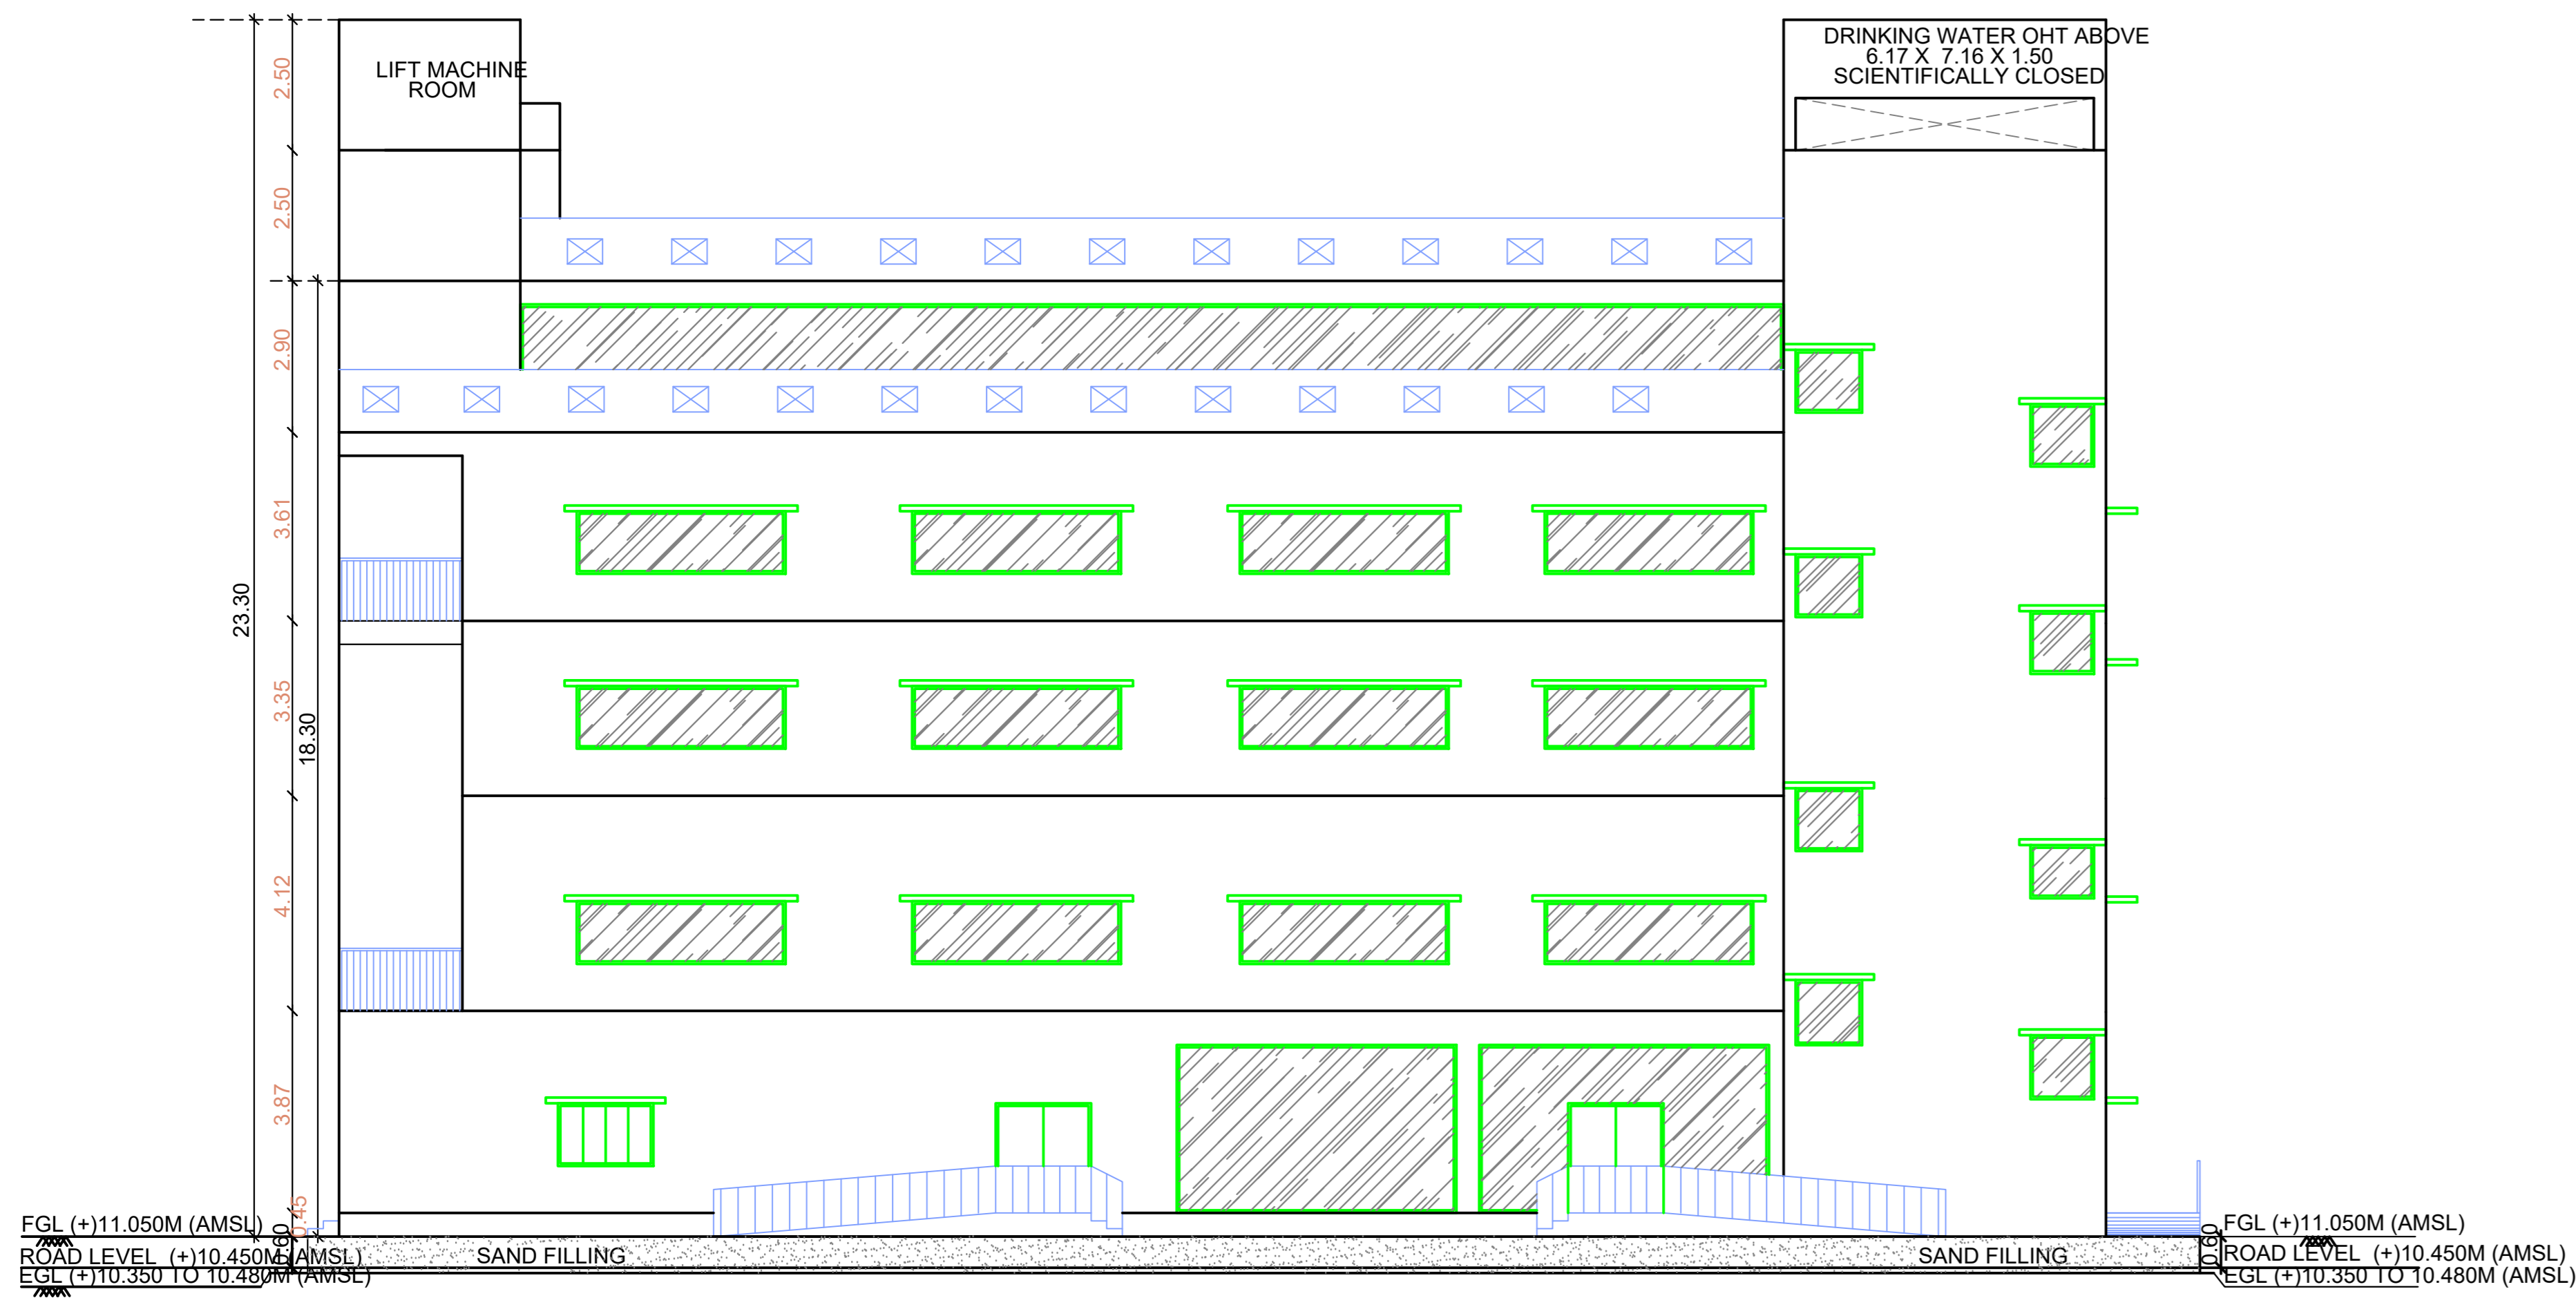 DRINKING WATER OHT ABOVE
6.17 X 7.16 X 1.50
SCIENTIFICALLY CLOSED
LIFT MACHINE
ROOM
2.50
2.50
2.90
3.61
23.30
3.35
18.30
4.12
3.87
0.45
0.60
FGL (+)11.050M (AMSL)
ROAD LEVEL (+)10.450M (AMSL)
EGL (+)10.350 TO 10.480M (AMSL)
SAND FILLING
SAND FILLING
0.60
FGL (+)11.050M (AMSL)
ROAD LEVEL (+)10.450M (AMSL)
EGL (+)10.350 TO 10.480M (AMSL)